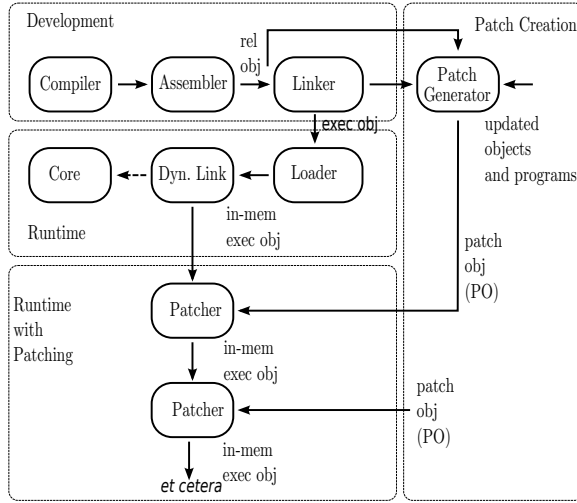 Development
Patch Creation
rel
obj
Compiler
Assembler
Linker
Patch
Generator
exec obj
updated
objects
and programs
Core
Dyn. Link
Loader
in-mem
exec obj
Runtime
patch
obj
(PO)
Runtime
with
Patching
Patcher
in-mem
exec obj
Patcher
patch
obj
(PO)
in-mem
exec obj
et cetera